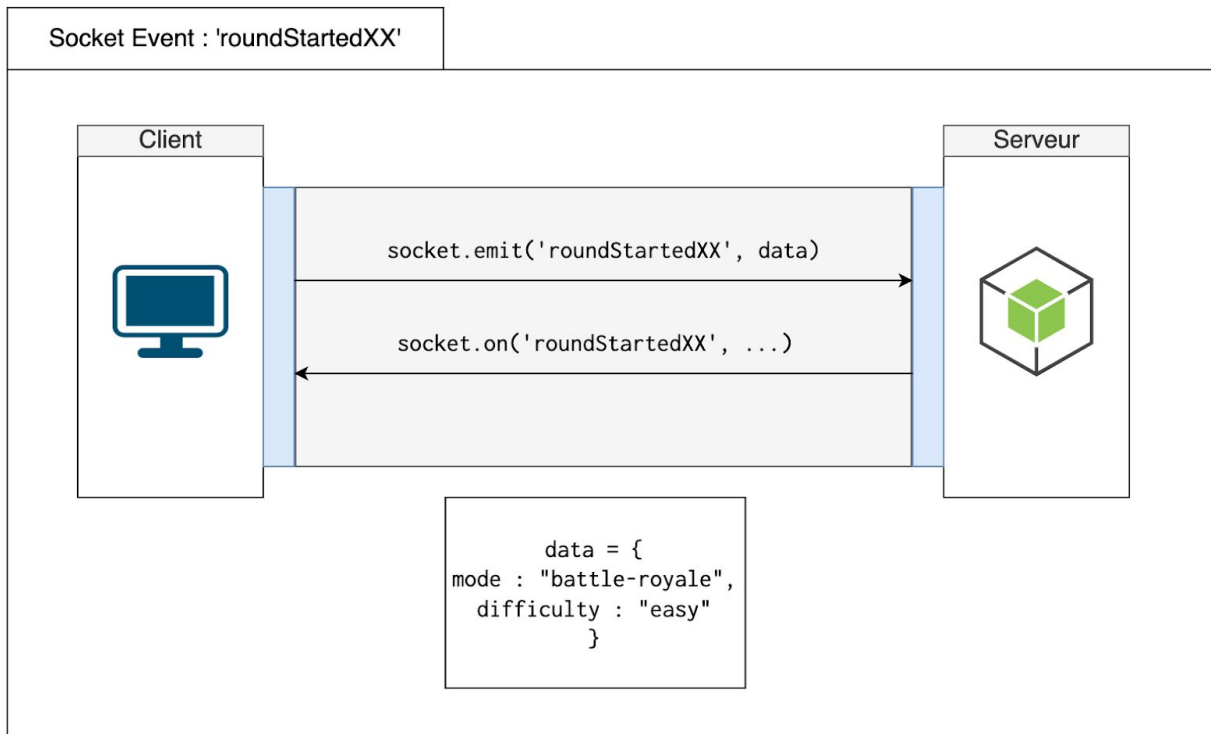 Socket Event : 'roundStartedXX'
Client
Serveur
socket.emit('roundStartedXX', data)
socket.on('roundStartedXX', ...)
data = {
mode : "battle-royale",
difficulty : "easy"
}